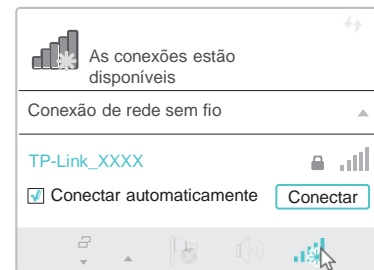 As conexões estão
disponíveis
Conexão de rede sem fio
TP-Link_XXXX
Conectar automaticamente
Conectar